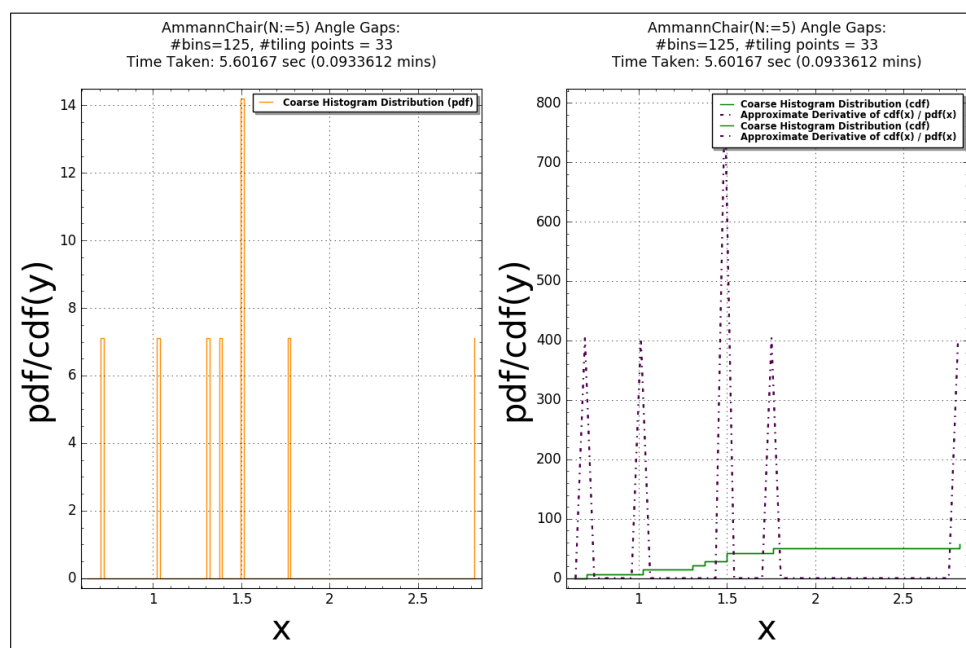 AmmannChair(N:=5) Angle Gaps:
#bins=125, #tiling points = 33
Time Taken: 5.60167 sec (0.0933612 mins)
Coarse Histogram Distribution (pdf)
pdf/cdf(y)
14
12
10
8
6
4
2
0
1
1.5
2
2.5
x
AmmannChair(N:=5) Angle Gaps:
#bins=125, #tiling points = 33
Time Taken: 5.60167 sec (0.0933612 mins)
Coarse Histogram Distribution (cdf)
Approximate Derivative of cdf(x) / pdf(x)
Coarse Histogram Distribution (cdf)
Approximate Derivative of cdf(x) / pdf(x)
pdf/cdf(y)
800
700
600
500
400
300
200
100
0
1
1.5
2
2.5
x